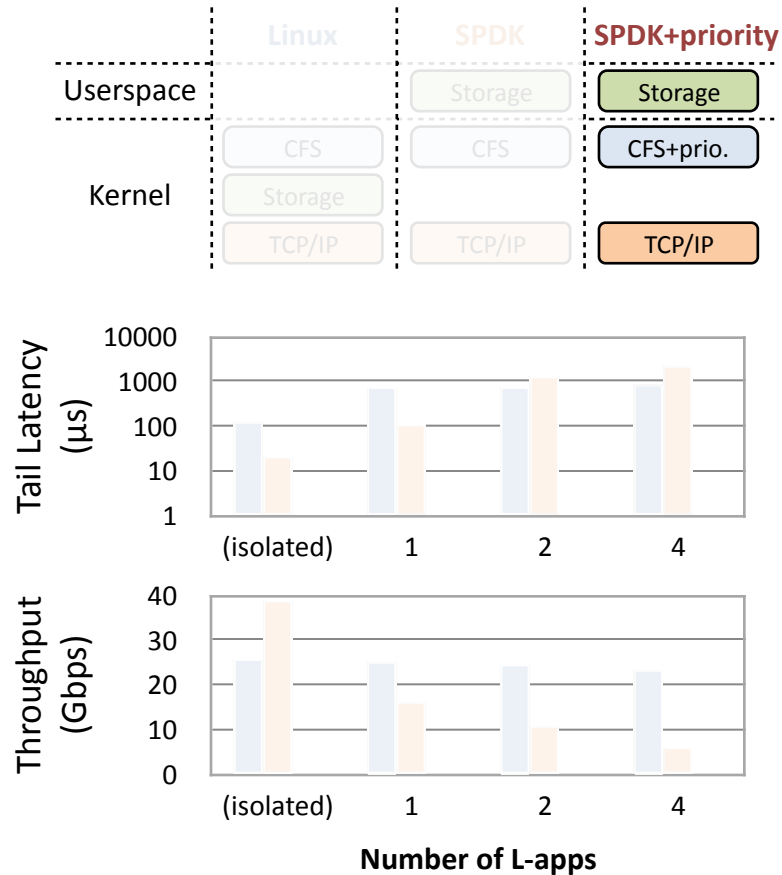 Linux SPDK SPDK+priority
Userspace Storage Storage
CFS CFS CFS+prio.
Kernel Storage
TCP/IP TCP/IP TCP/IP
Tail Latency
(µs)
10000
1000
100
10
1
(isolated) 1 2 4
Throughput
(Gbps)
40
30
20
10
0
(isolated) 1 2 4
Number of L-apps